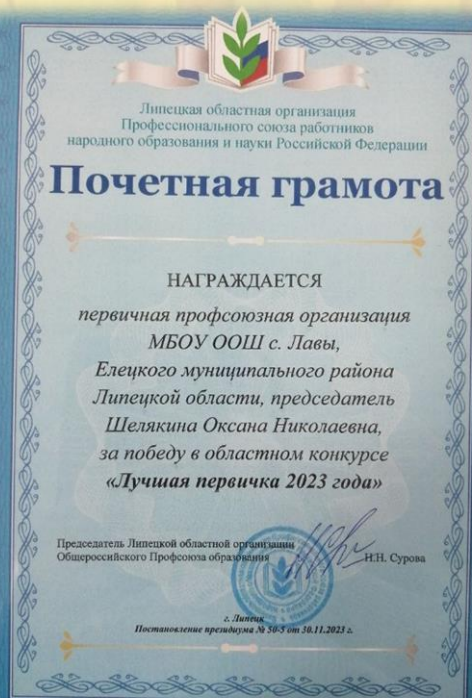 Липецкая областная организация
Профессионального союза работников
народного образования и науки Российской Федерации
Почетная грамота
НАГРАЖДАЕТСЯ
первичная профсоюзная организация
МБОУ ООШ с. Лавы,
Елецкого муниципального района
Липецкой области, председатель
Шелякина Оксана Николаевна,
за победу в областном конкурсе
«Лучшая первичка 2023 года»
Председатель Липецкой областной организации
Общероссийского Профсоюза образования
Н.Н. Сурова
г. Липецк
Постановление президиума № 50-5 от 30.11.2023 г.